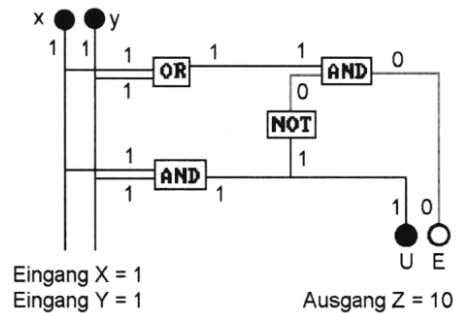 x y
1 1 1 1 1 0
OR AND
1 0
NOT
1 1
AND
1 1 1 0
U E
Eingang X = 1
Eingang Y = 1 Ausgang Z = 10